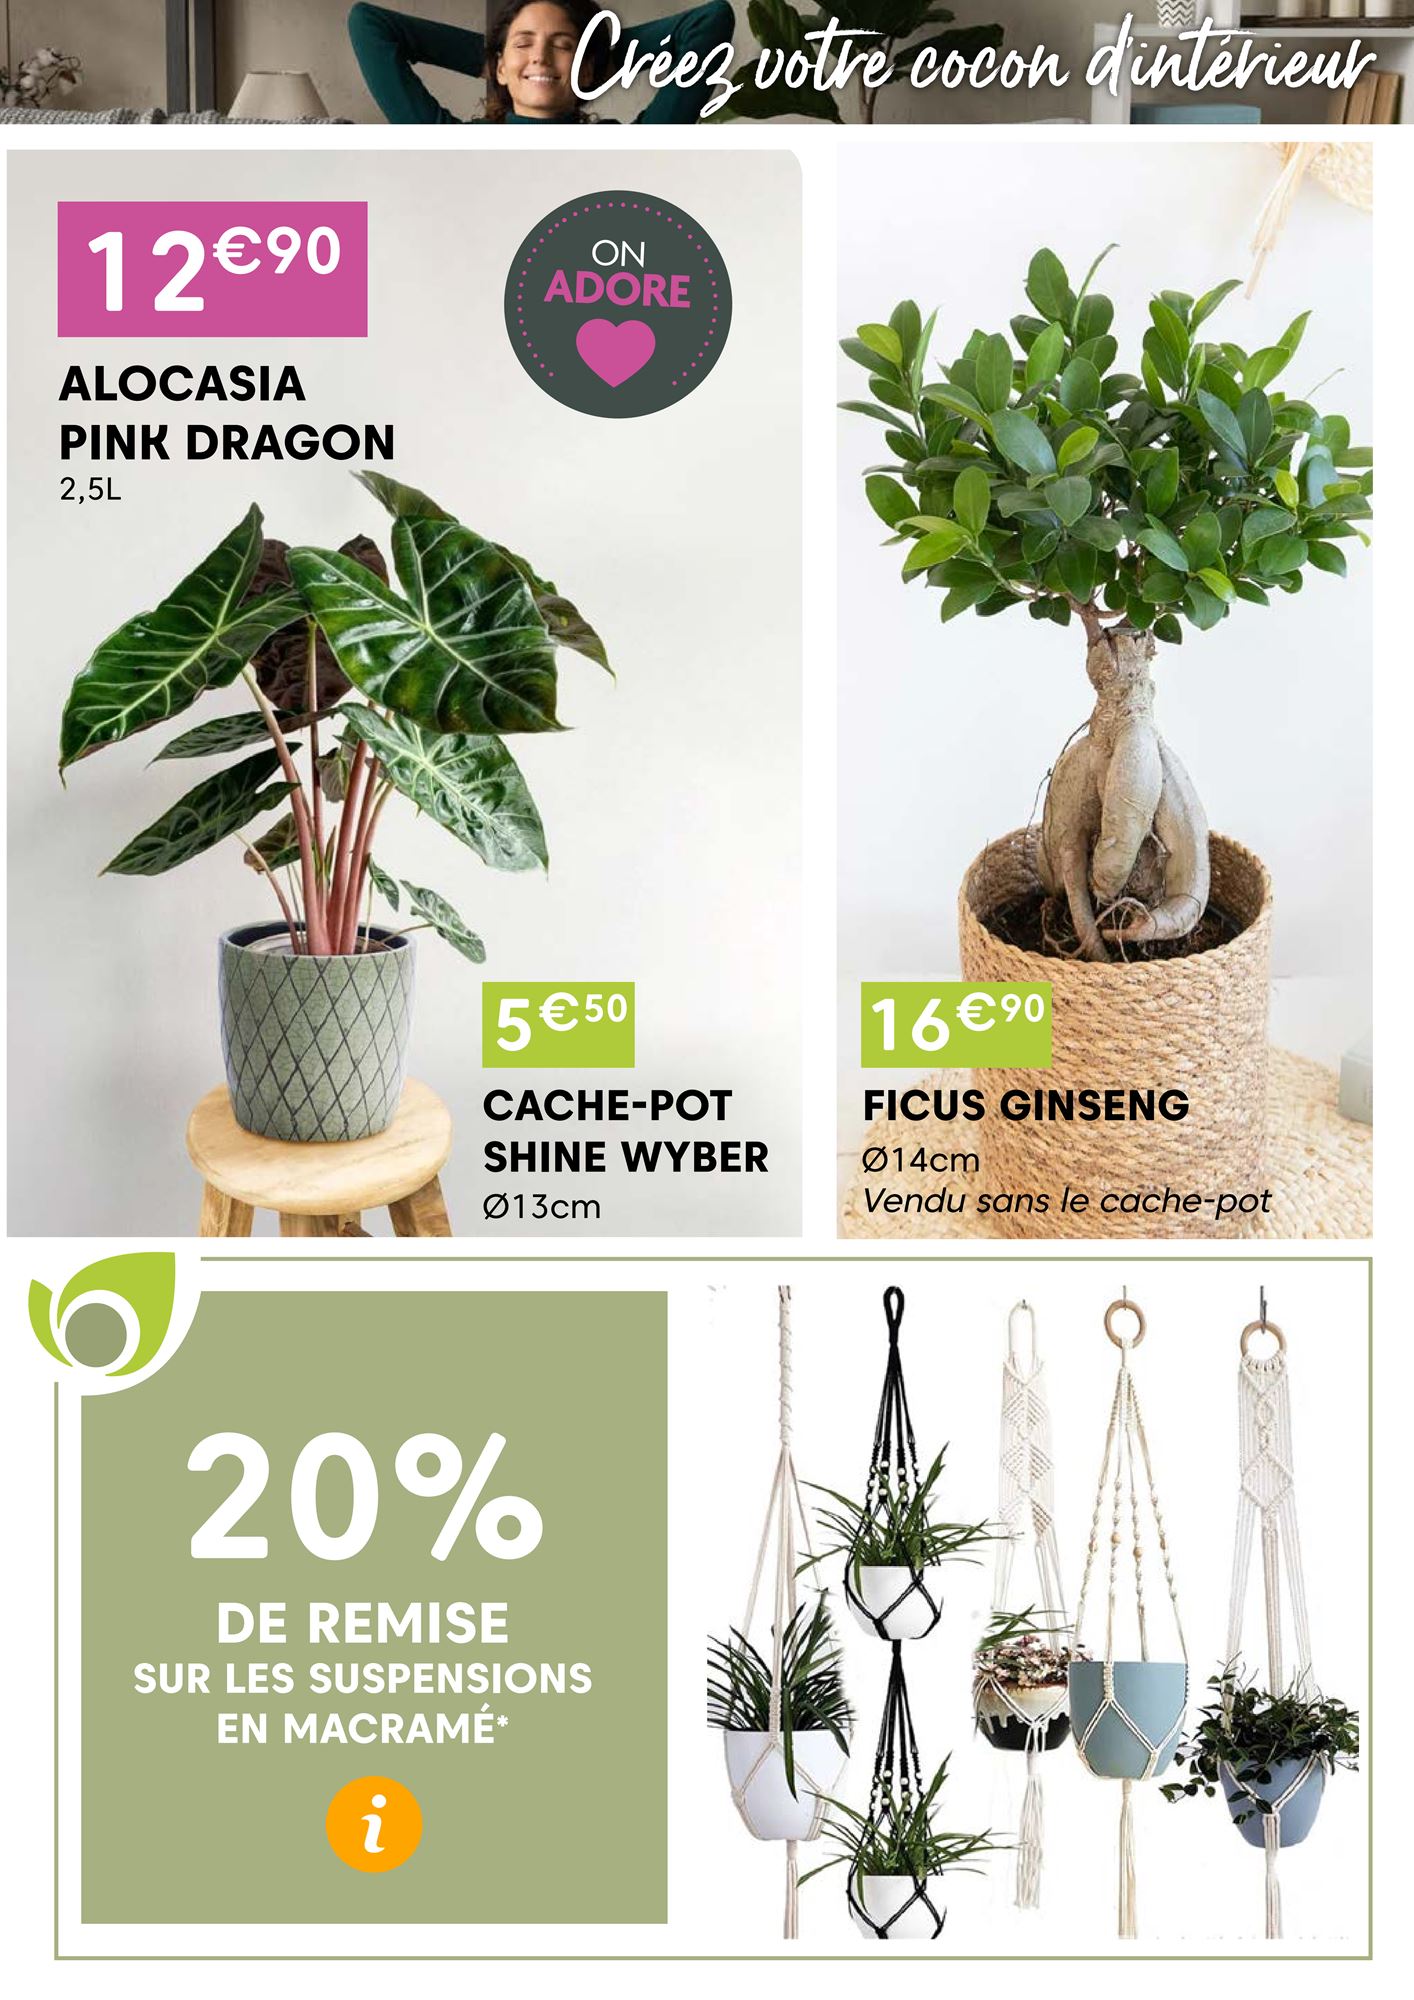 Créez votre cocon d'intérieur
12€90
ALOCASIA
PINK DRAGON
2,5L
ON
ADORE
5€50
CACHE-POT
SHINE WYBER
Ø13cm
16€90
FICUS GINSENG
Ø14cm
Vendu sans le cache-pot
20%
DE REMISE
SUR LES SUSPENSIONS
EN MACRAMÉ*
i